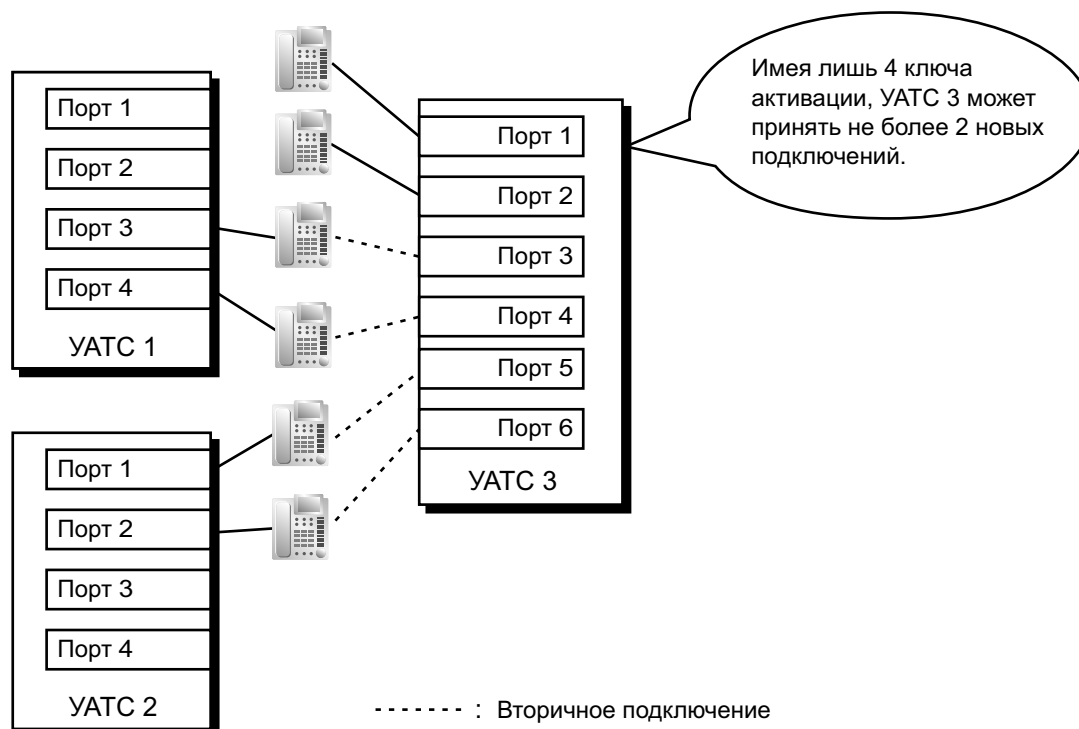 Порт 1
Порт 2
Порт 3
Порт 4
УАТС 1
Порт 1
Порт 2
Порт 3
Порт 4
УАТС 2
Порт 1
Порт 2
Порт 3
Порт 4
Порт 5
Порт 6
УАТС 3
Имея лишь 4 ключа
активации, УАТС 3 может
принять не более 2 новых
подключений.
: Вторичное подключение